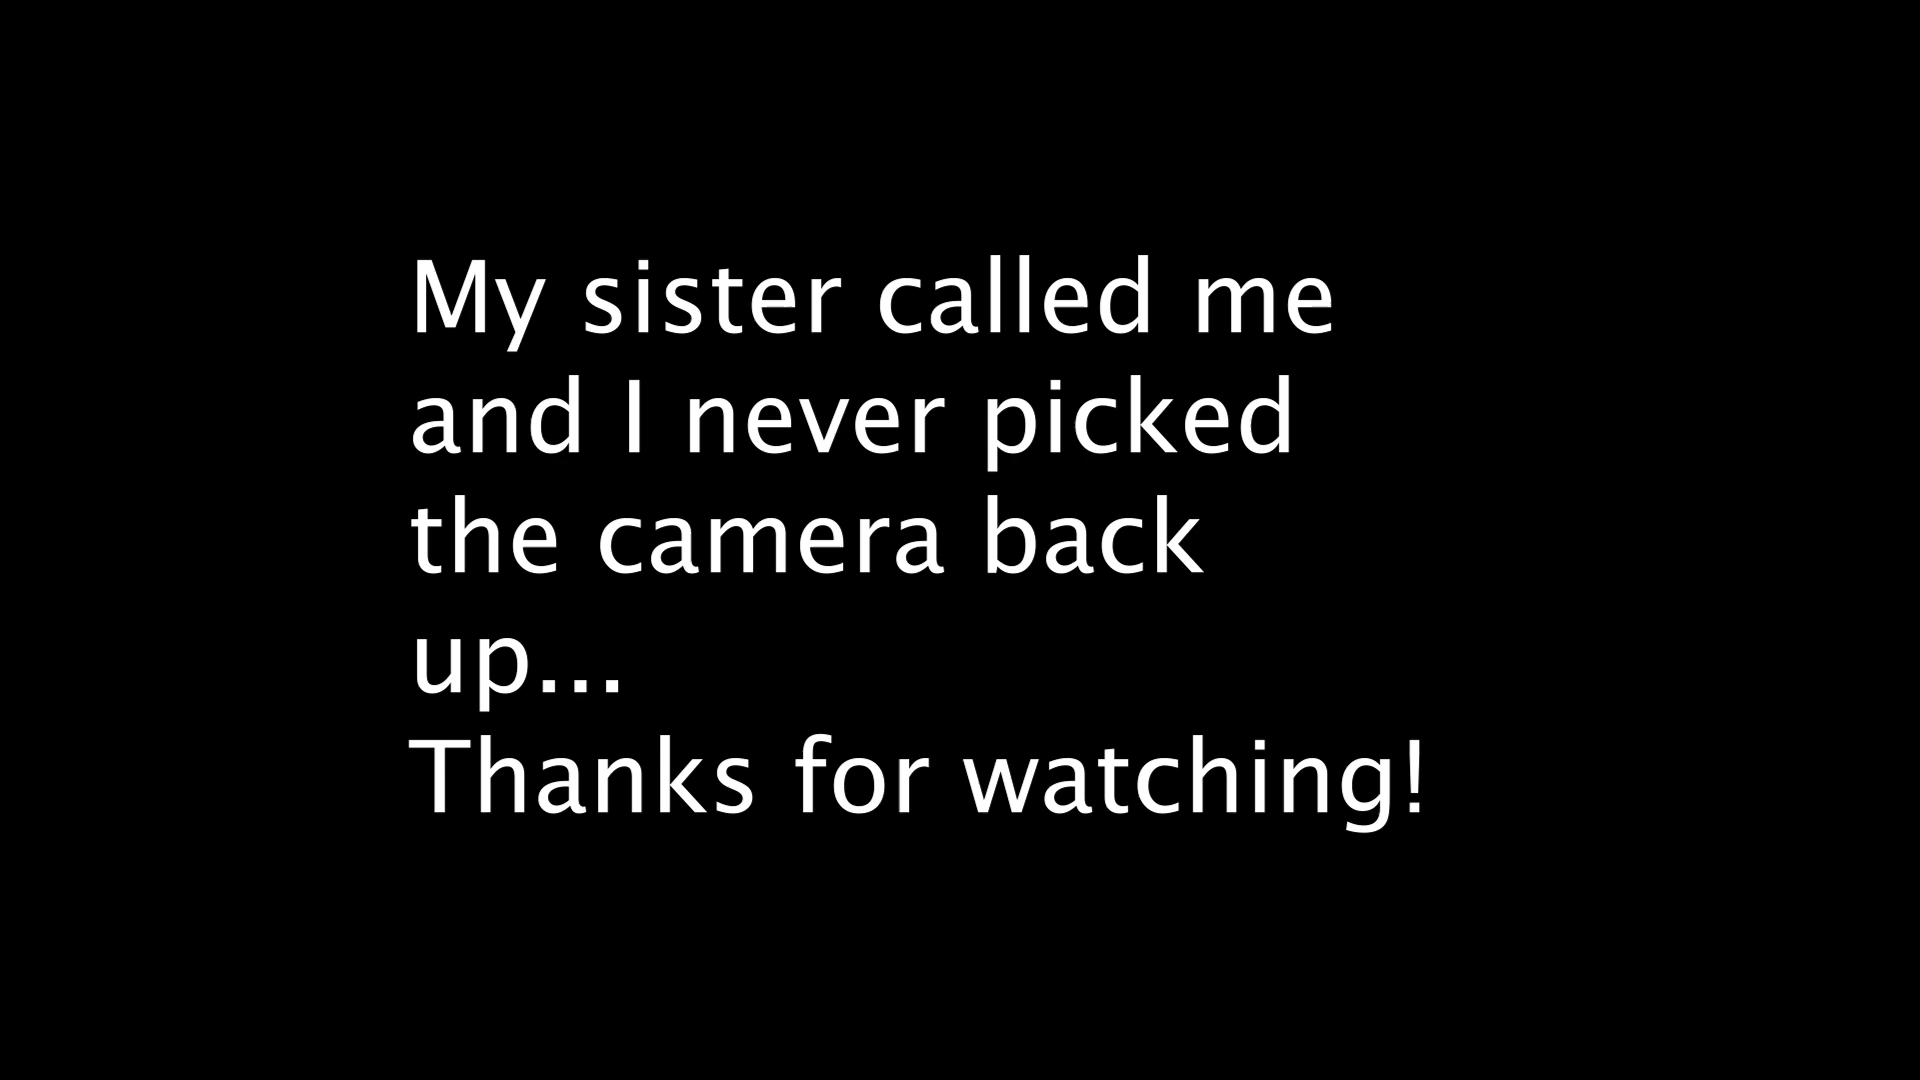 My sister called me
and I never picked
the camera back
up...
Thanks for watching!